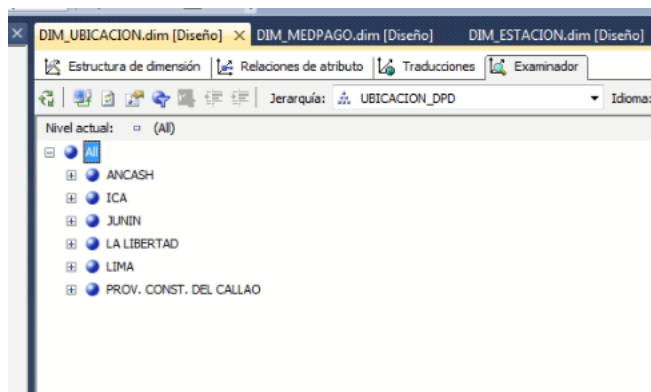 DIM_UBICACION.dim [Diseño] DIM_MEDPAGO.dim [Diseño] DIM_ESTACION.dim [Diseño]
Estructura de dimensión Relaciones de atributo Traducciones Examinador
Jerarquía: UBICACION_DPD Idioma:
Nivel actual: (All)
All
ANCASH
ICA
JUNIN
LA LIBERTAD
LIMA
PROV. CONST. DEL CALLAO